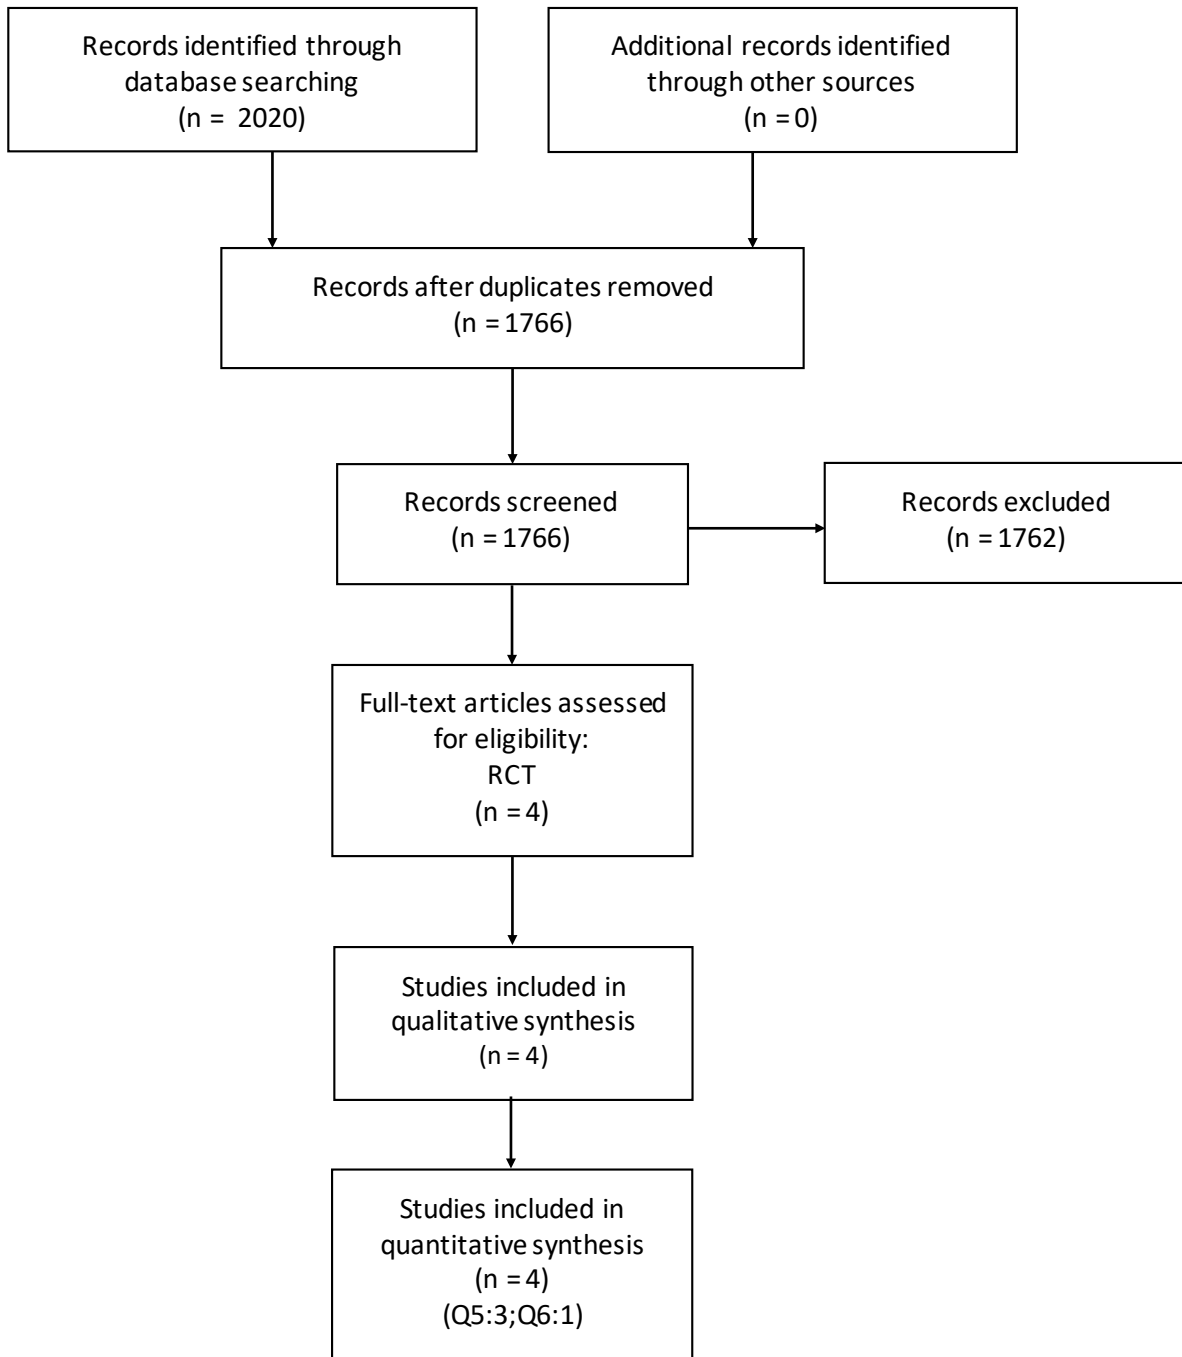 Records identified through
database searching
(n = 2020)
Additional records identified
through other sources
(n = 0)
Records after duplicates removed
(n = 1766)
Records screened
(n = 1766)
Records excluded
(n = 1762)
Full-text articles assessed
for eligibility:
RCT
(n = 4)
Studies included in
qualitative synthesis
(n = 4)
Studies included in
quantitative synthesis
(n = 4)
(Q5:3;Q6:1)